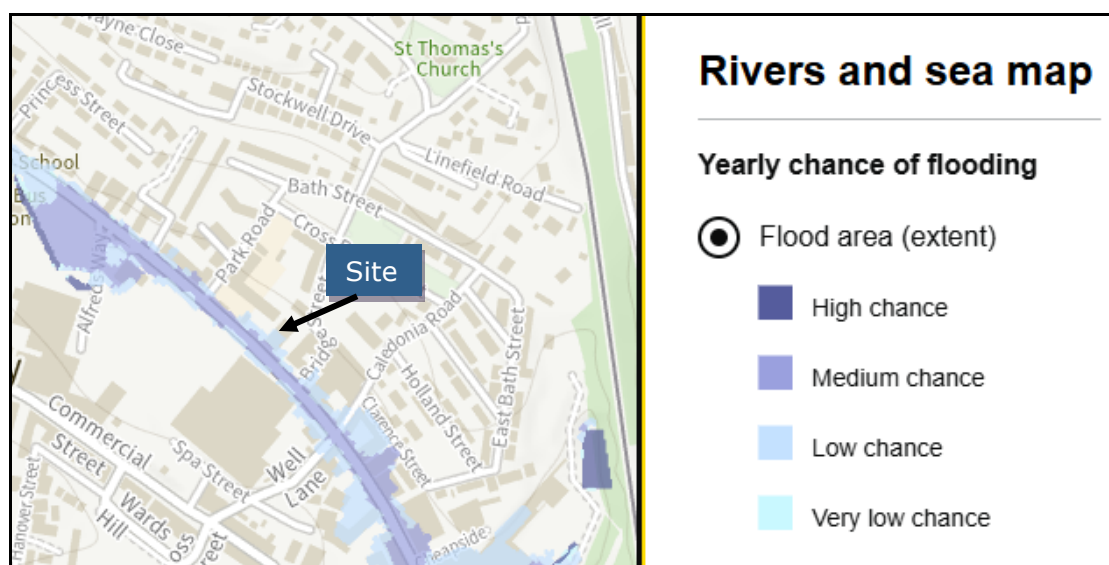 Wayne Close
St Thomas's
Church
Stockwell Drive
Princess Street
Linefield Road
School
Bus
Bath Street
Park Road
Cross
Site
Alfreds Way
Bridge Street
Caledonia Road
East Bath Street
Holland Street
Clarence Street
Commercial
Street
Spa Street
Well
Lane
Wards
Hill
Hanover Street
Street
Cheapside
Rivers and sea map
Yearly chance of flooding
Flood area (extent)
High chance
Medium chance
Low chance
Very low chance